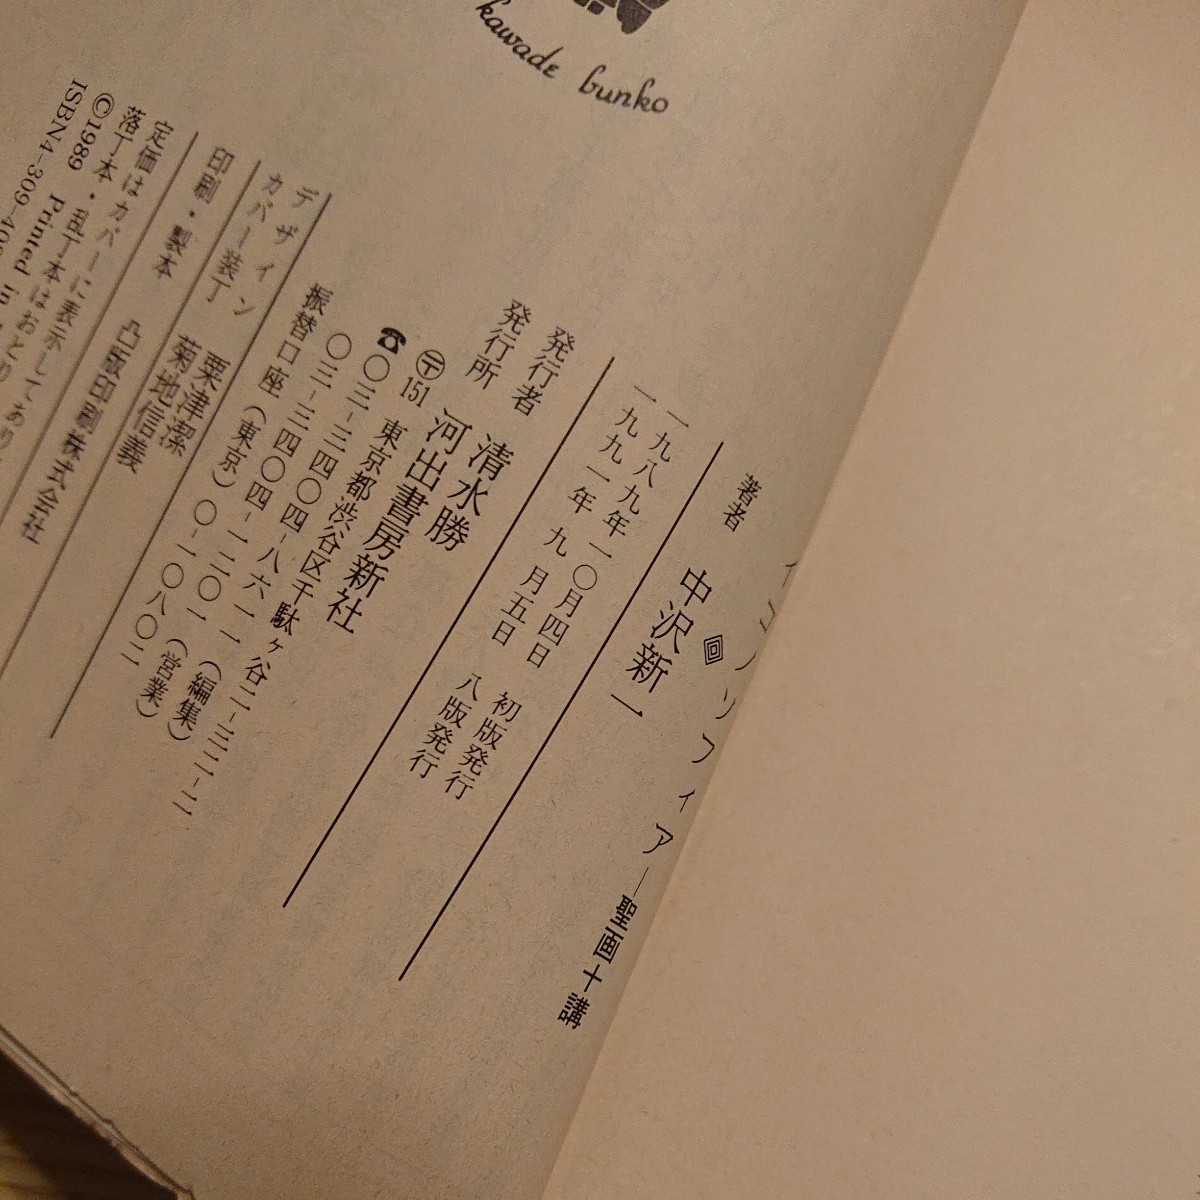 kawade bunko
イコノソフィア―聖画十講
著者 中沢新一
一九八九年一〇月四日 初版発行
一九九一年 九 月五日 八版発行
発行者 清水勝
発行所 河出書房新社
〒151 東京都渋谷区千駄ヶ谷二-三二-二
☎〇三-三四〇四-八六一一(編集)
〇三-三四〇四-一二〇一(営業)
振替口座(東京)〇-一〇八〇二
デザイン 粟津潔
カバー装丁 菊地信義
印刷・製本 凸版印刷株式会社
定価はカバーに表示してあり
落丁本・乱丁本はおとり
©1989 Printed in
ISBN4-309-40